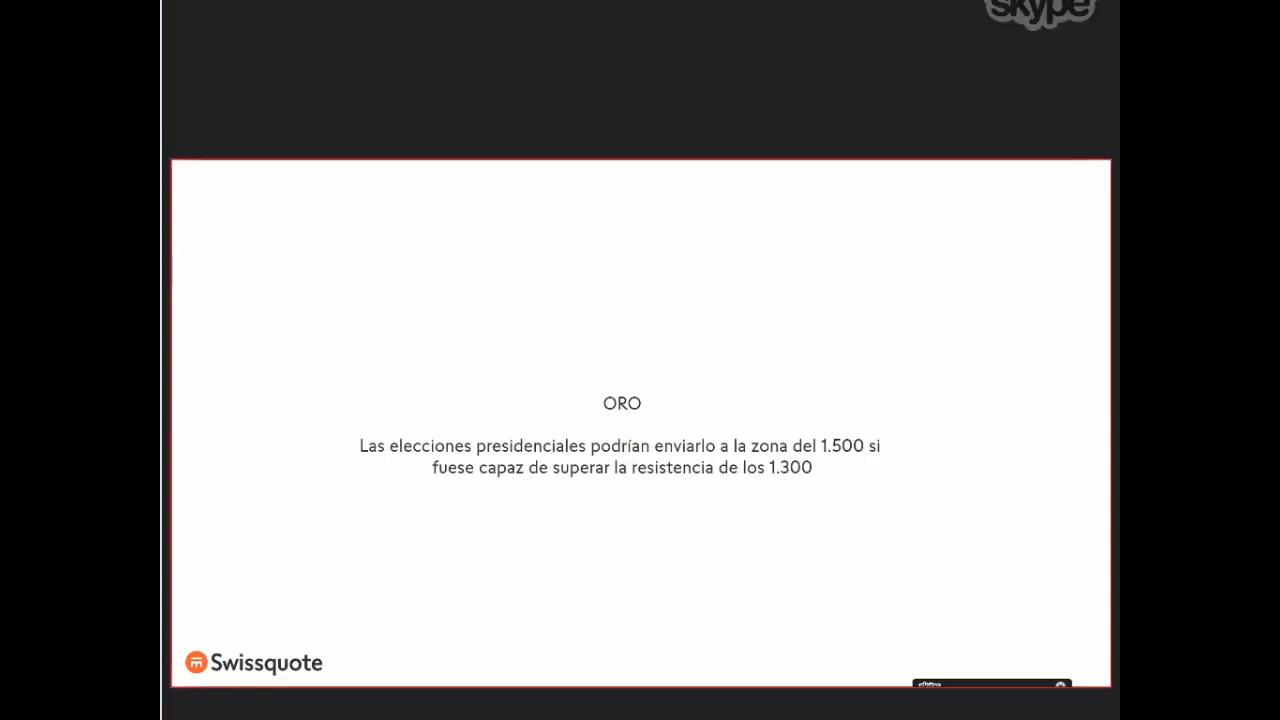 skype
ORO
Las elecciones presidenciales podrían enviarlo a la zona del 1.500 si
fuese capaz de superar la resistencia de los 1.300
Swissquote